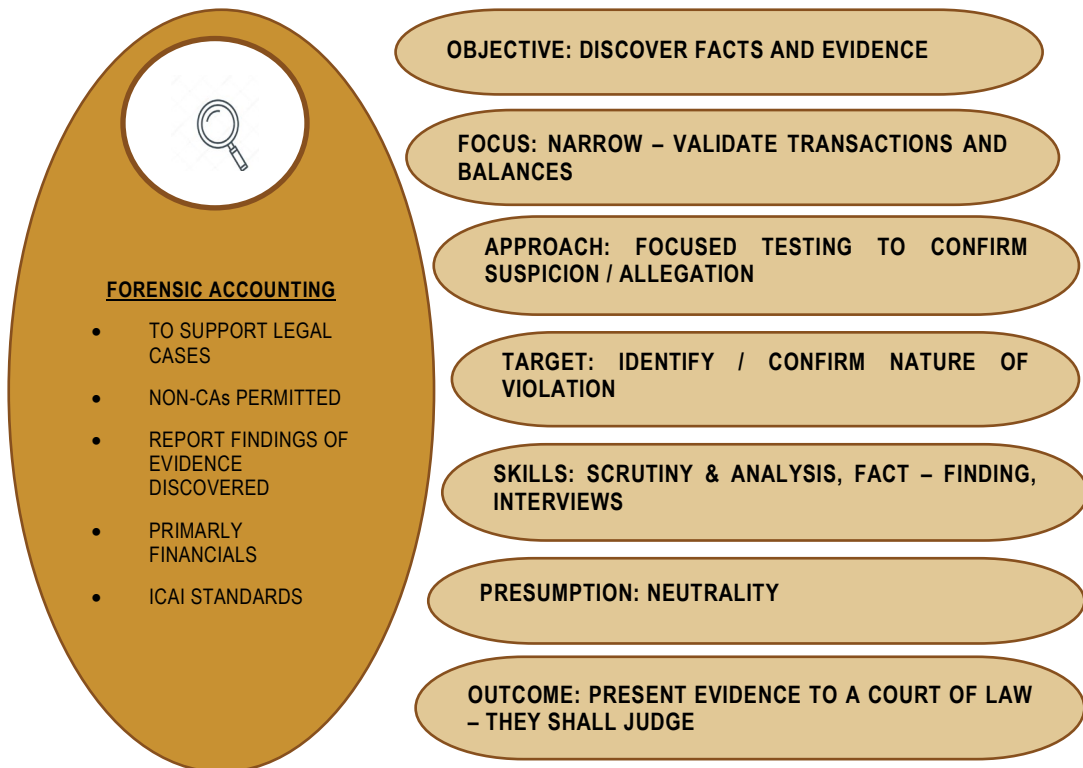 FORENSIC ACCOUNTING
• TO SUPPORT LEGAL
CASES
• NON-CAs PERMITTED
• REPORT FINDINGS OF
EVIDENCE
DISCOVERED
• PRIMARLY
FINANCIALS
• ICAI STANDARDS
OBJECTIVE: DISCOVER FACTS AND EVIDENCE
FOCUS: NARROW – VALIDATE TRANSACTIONS AND
BALANCES
APPROACH: FOCUSED TESTING TO CONFIRM
SUSPICION / ALLEGATION
TARGET: IDENTIFY / CONFIRM NATURE OF
VIOLATION
SKILLS: SCRUTINY & ANALYSIS, FACT – FINDING,
INTERVIEWS
PRESUMPTION: NEUTRALITY
OUTCOME: PRESENT EVIDENCE TO A COURT OF LAW
– THEY SHALL JUDGE